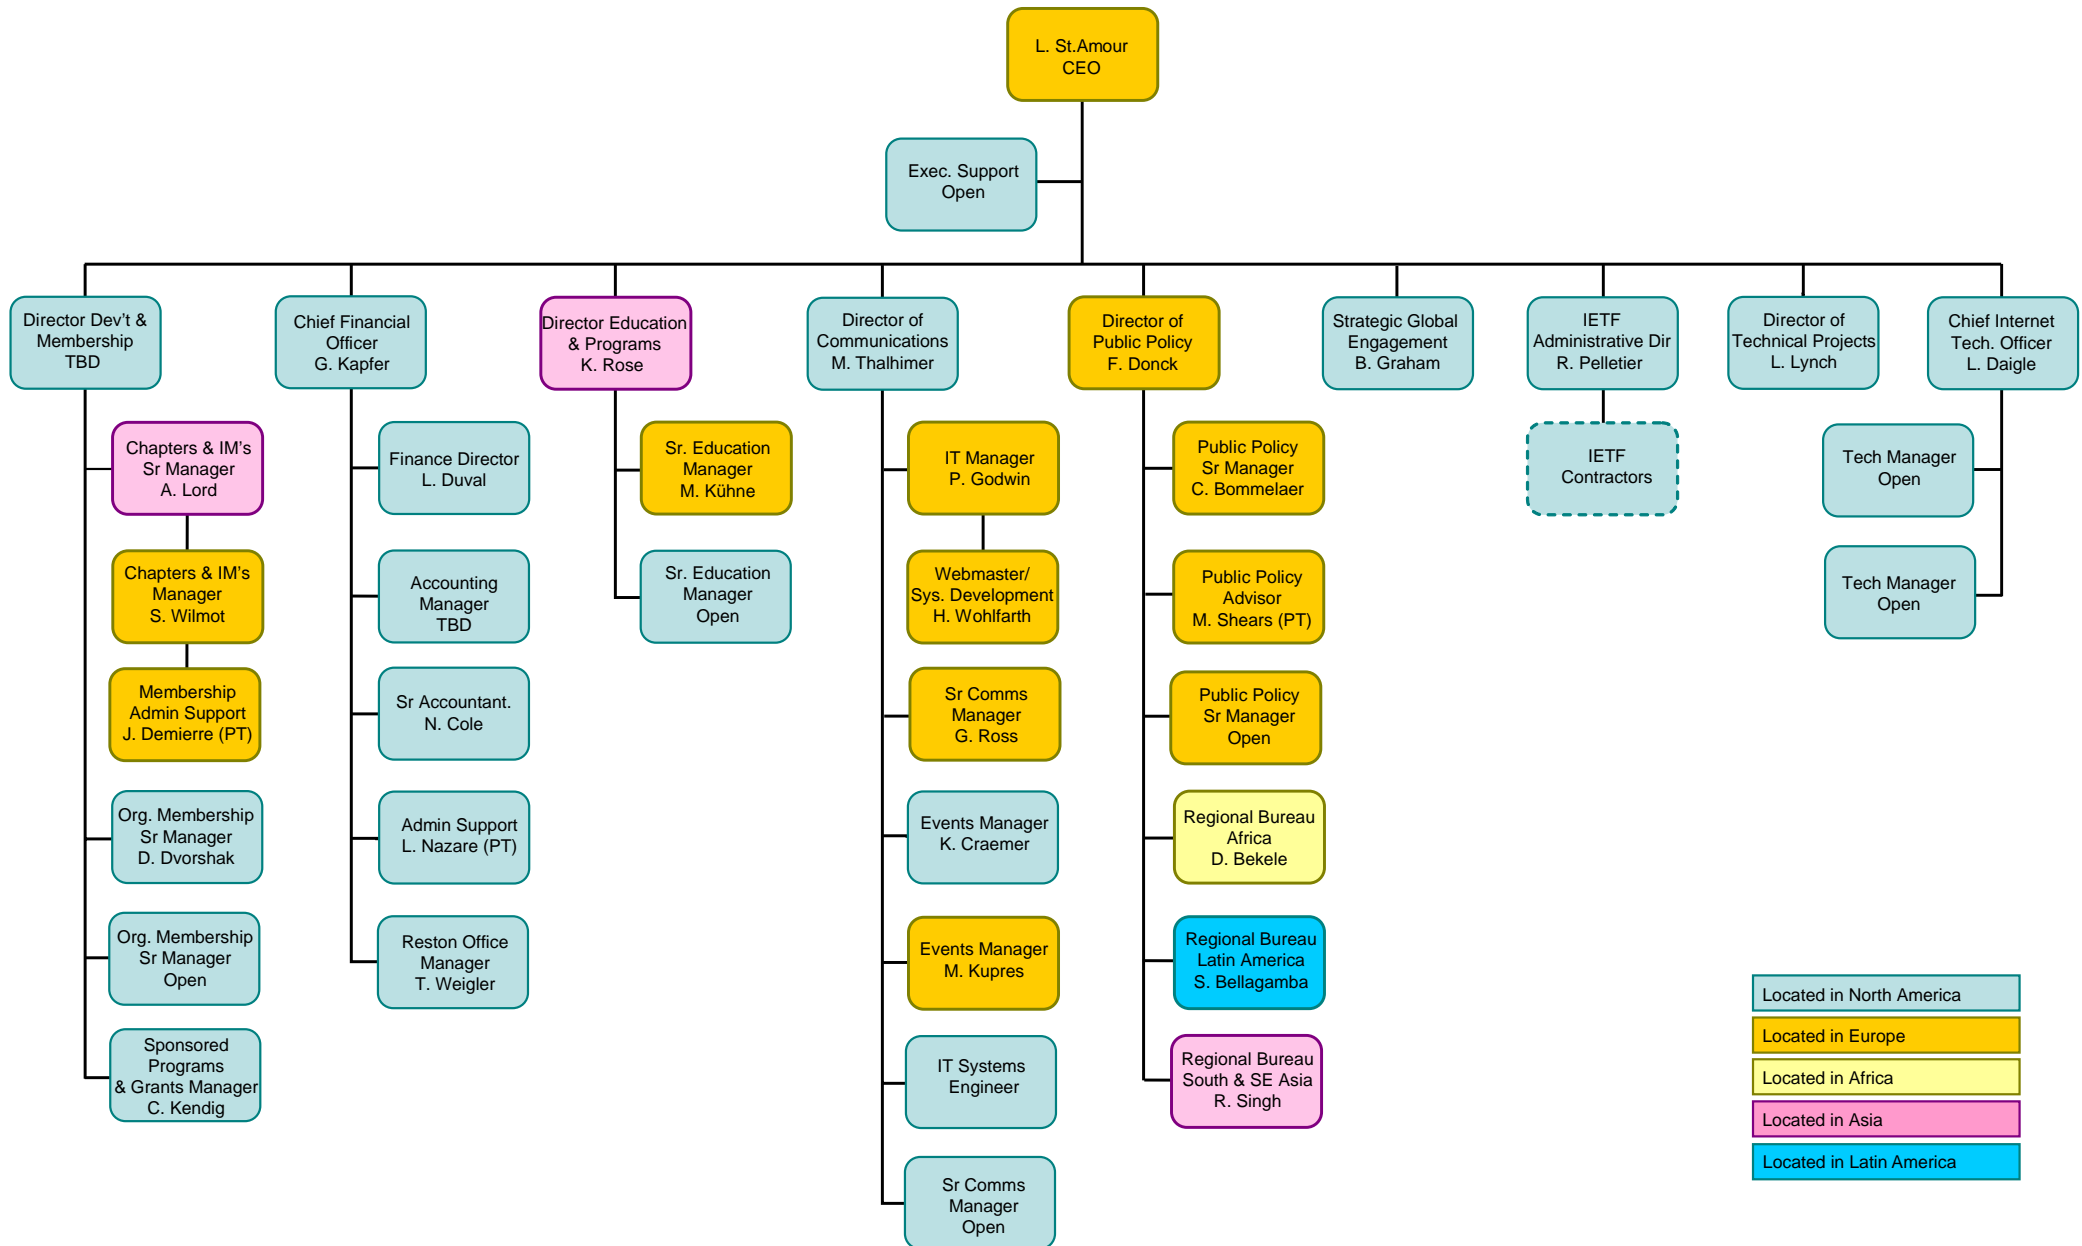 L. St.Amour
CEO
Exec. Support
Open
Director Dev't &
Membership
TBD
Chief Financial
Officer
G. Kapfer
Director Education
& Programs
K. Rose
Director of
Communications
M. Thalhimer
Director of
Public Policy
F. Donck
Strategic Global
Engagement
B. Graham
IETF
Administrative Dir
R. Pelletier
Director of
Technical Projects
L. Lynch
Chief Internet
Tech. Officer
L. Daigle
Chapters & IM's
Sr Manager
A. Lord
Chapters & IM's
Manager
S. Wilmot
Membership
Admin Support
J. Demierre (PT)
Org. Membership
Sr Manager
D. Dvorshak
Org. Membership
Sr Manager
Open
Sponsored
Programs
& Grants Manager
C. Kendig
Finance Director
L. Duval
Accounting
Manager
TBD
Sr Accountant.
N. Cole
Admin Support
L. Nazare (PT)
Reston Office
Manager
T. Weigler
Sr. Education
Manager
M. Kühne
Sr. Education
Manager
Open
IT Manager
P. Godwin
Webmaster/
Sys. Development
H. Wohlfarth
Sr Comms
Manager
G. Ross
Events Manager
K. Craemer
Events Manager
M. Kupres
IT Systems
Engineer
Sr Comms
Manager
Open
Public Policy
Sr Manager
C. Bommelaer
Public Policy
Advisor
M. Shears (PT)
Public Policy
Sr Manager
Open
Regional Bureau
Africa
D. Bekele
Regional Bureau
Latin America
S. Bellagamba
Regional Bureau
South & SE Asia
R. Singh
IETF
Contractors
Tech Manager
Open
Tech Manager
Open
Located in North America
Located in Europe
Located in Africa
Located in Asia
Located in Latin America